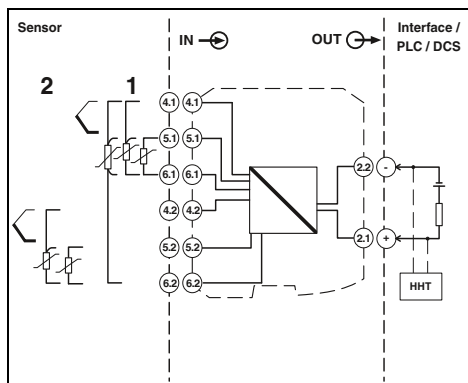 Sensor
IN
OUT
Interface /
PLC / DCS
2
1
4.1 4.1
5.1 5.1
6.1 6.1
4.2 4.2
5.2 5.2
6.2 6.2
2.2 -
2.1 +
HHT